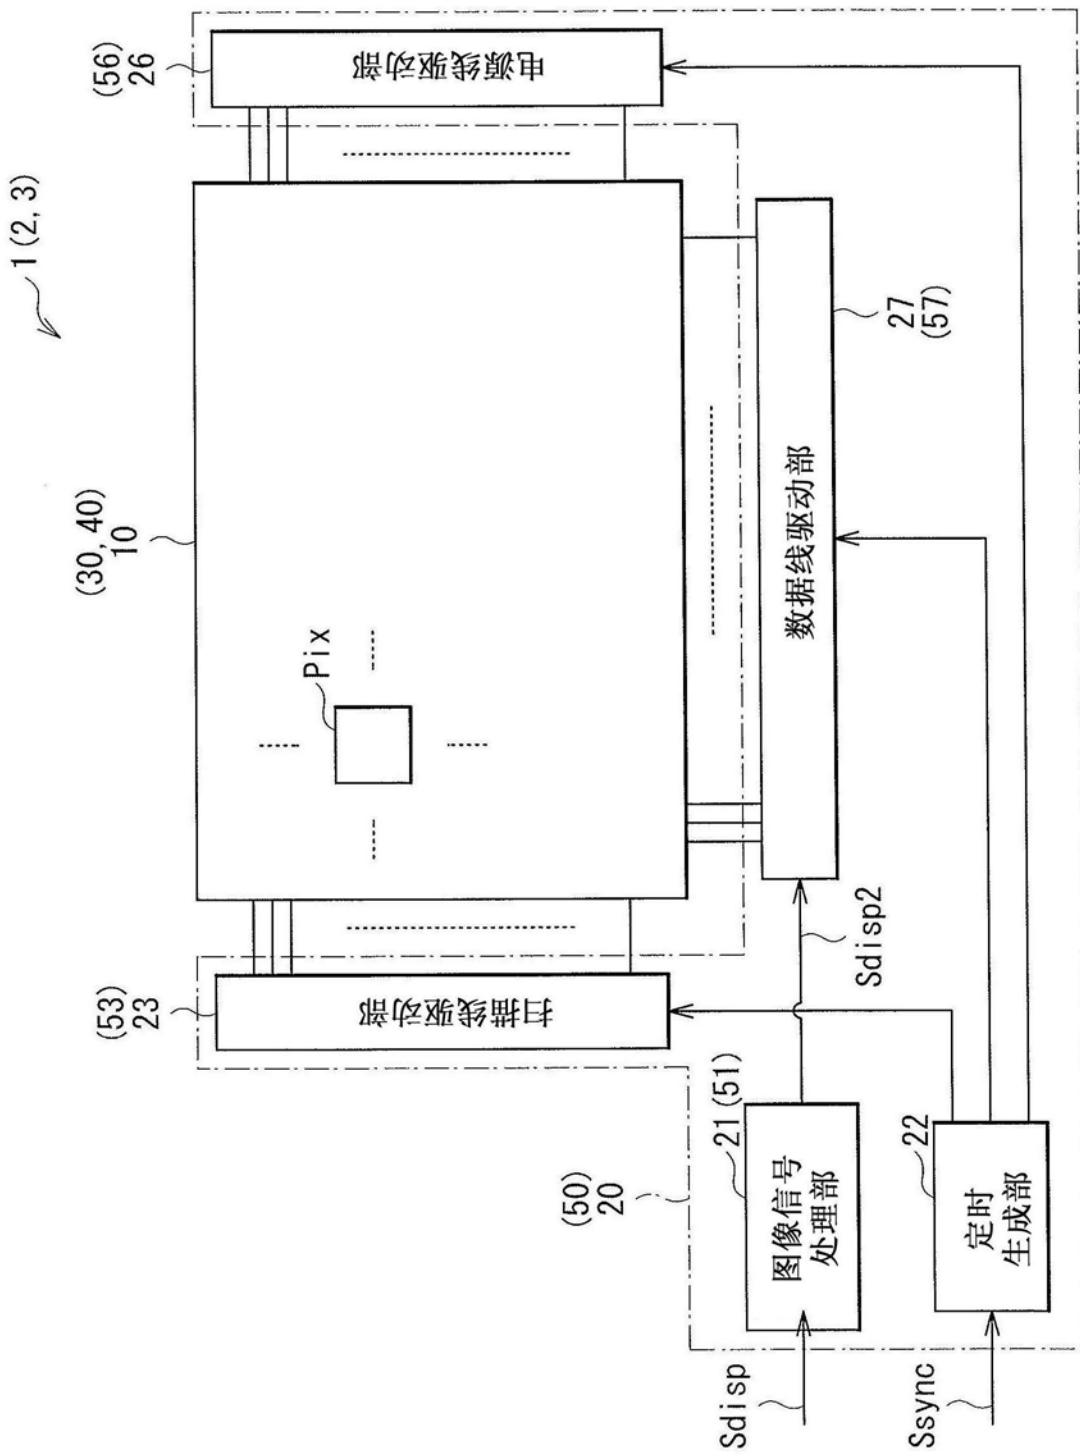 1(2,3)
(30,40)
10
(53)
23
(56)
26
Pix
扫描线驱动部
电源线驱动部
(50)
20
21(51)
图像信号
处理部
Sdisp
Sdisp2
数据线驱动部
27
(57)
22
定时
生成部
Ssync